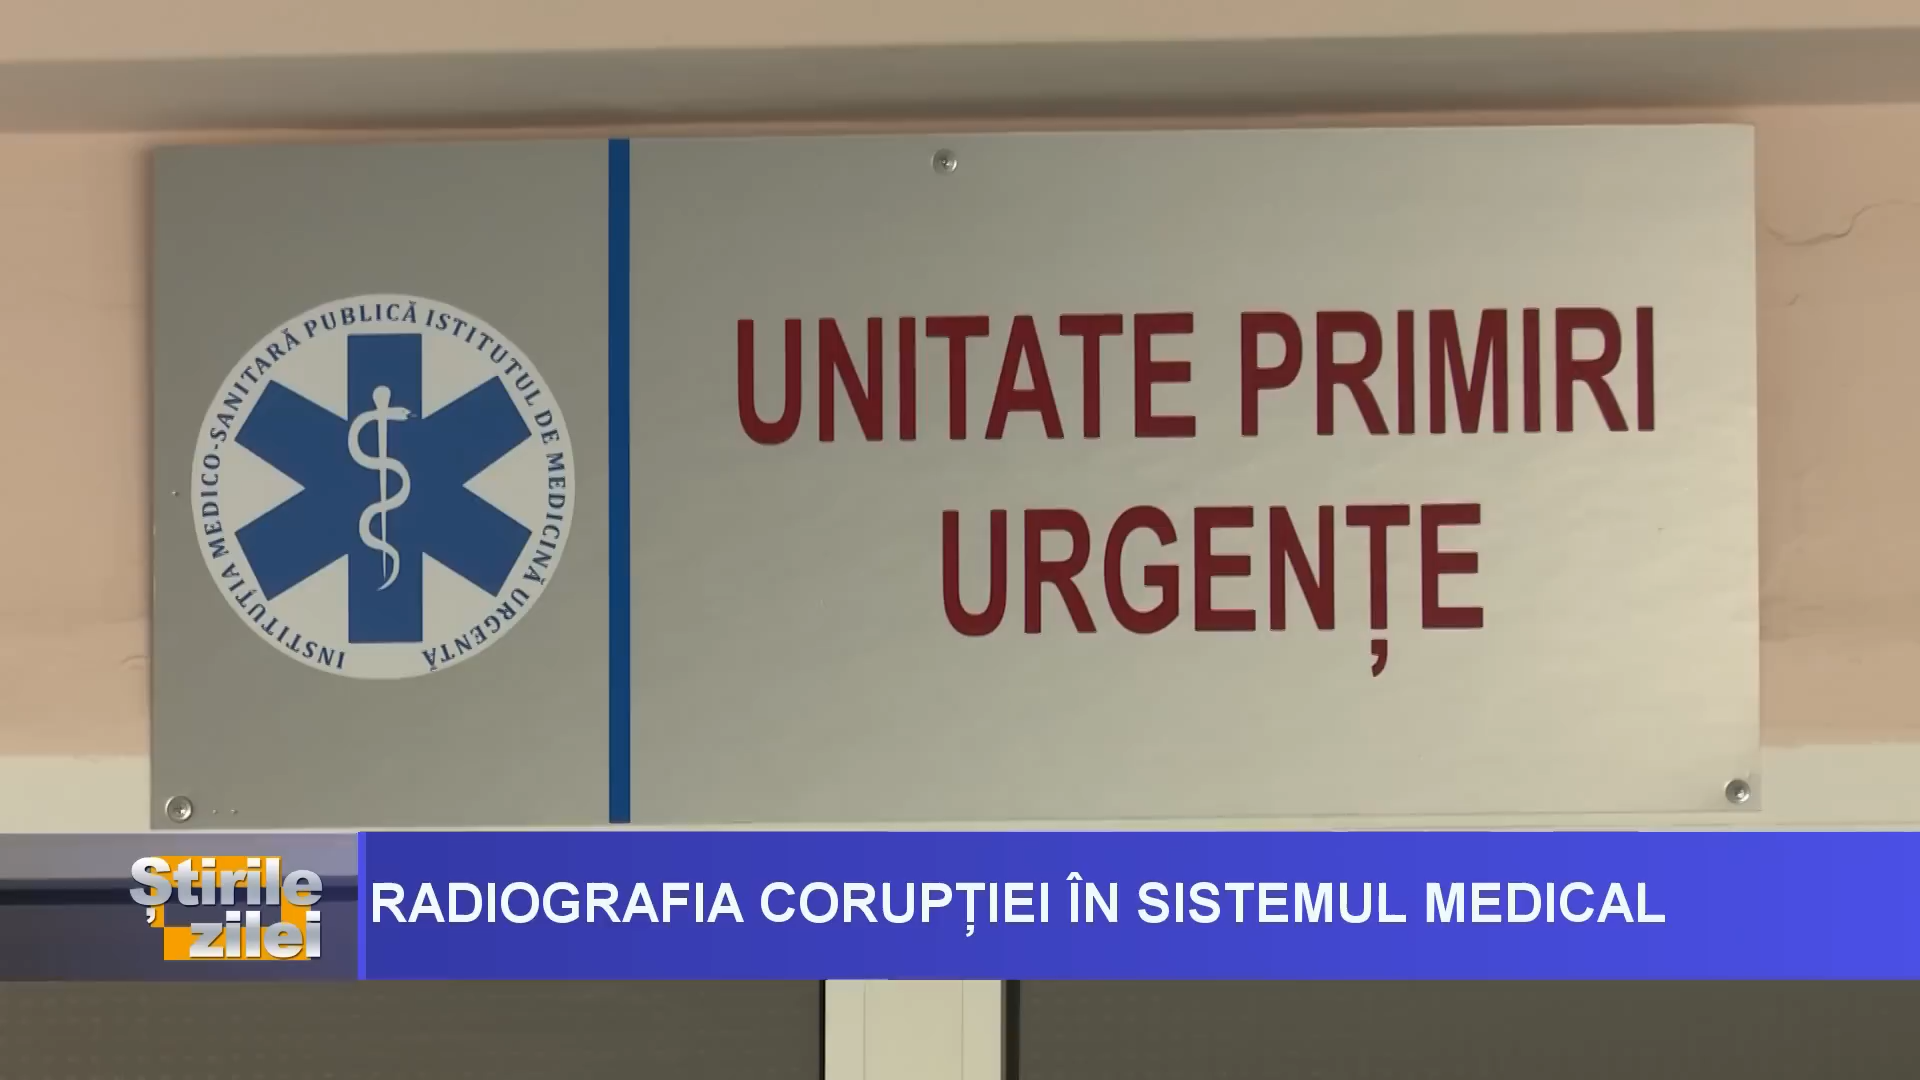 INSTITUȚIA MEDICO-SANITARĂ PUBLICĂ ISTITUTUL DE MEDICINĂ URGENTĂ
UNITATE PRIMIRI
URGENȚE
Știrile
zilei
RADIOGRAFIA CORUPȚIEI ÎN SISTEMUL MEDICAL